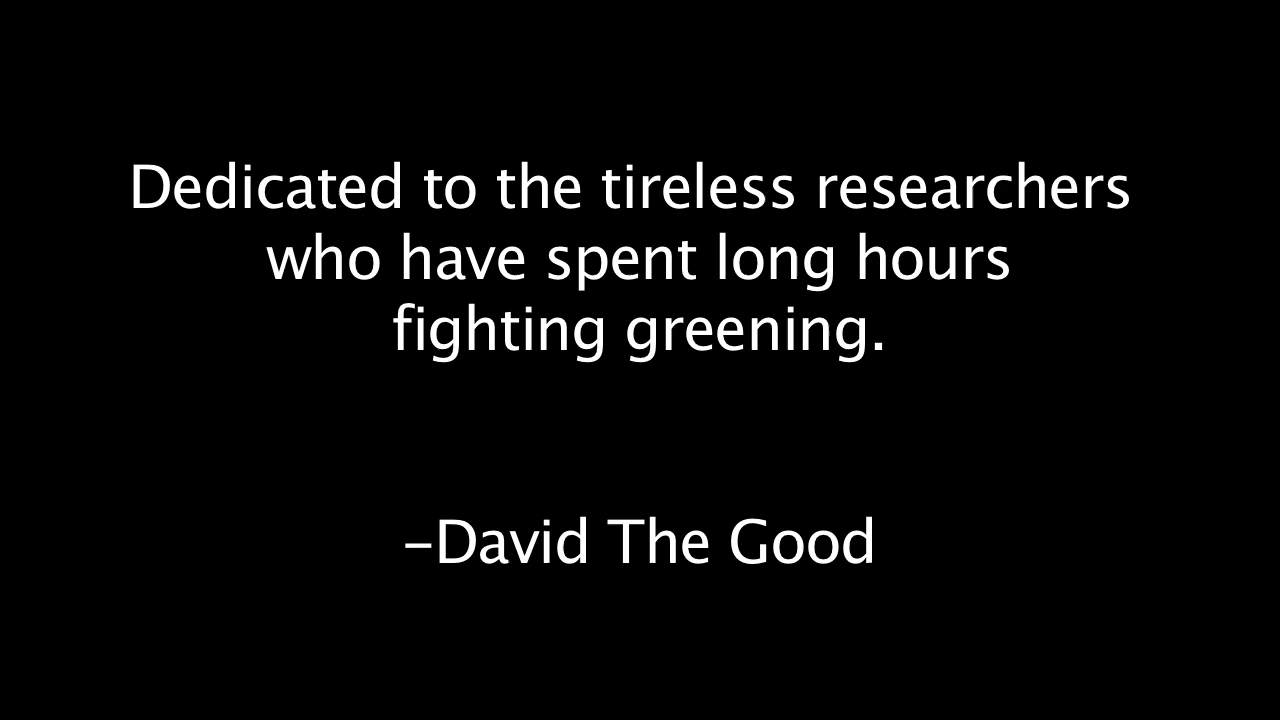 Dedicated to the tireless researchers
who have spent long hours
fighting greening.
–David The Good